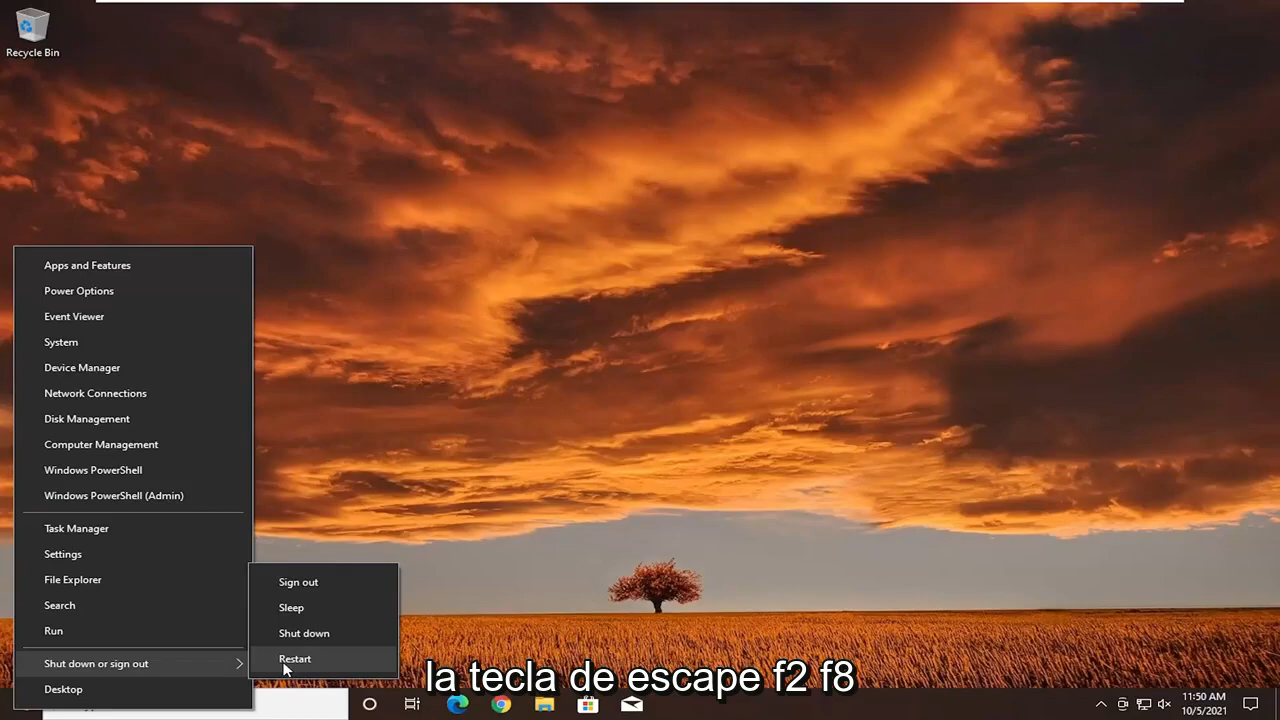 Recycle Bin
Apps and Features
Power Options
Event Viewer
System
Device Manager
Network Connections
Disk Management
Computer Management
Windows PowerShell
Windows PowerShell (Admin)
Task Manager
Settings
File Explorer
Search
Run
Shut down or sign out
Desktop
Sign out
Sleep
Shut down
Restart
la tecla de escape f2 f8
11:50 AM
10/5/2021